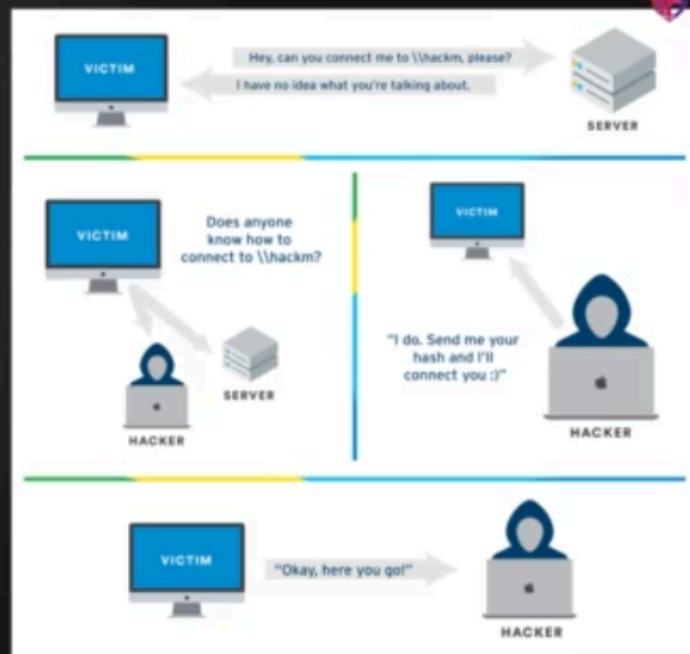 VICTIM
Hey, can you connect me to \\hackm, please?
I have no idea what you're talking about.
SERVER
VICTIM
Does anyone
know how to
connect to \\hackm?
SERVER
HACKER
VICTIM
"I do. Send me your
hash and I'll
connect you :)"
HACKER
VICTIM
"Okay, here you go!"
HACKER